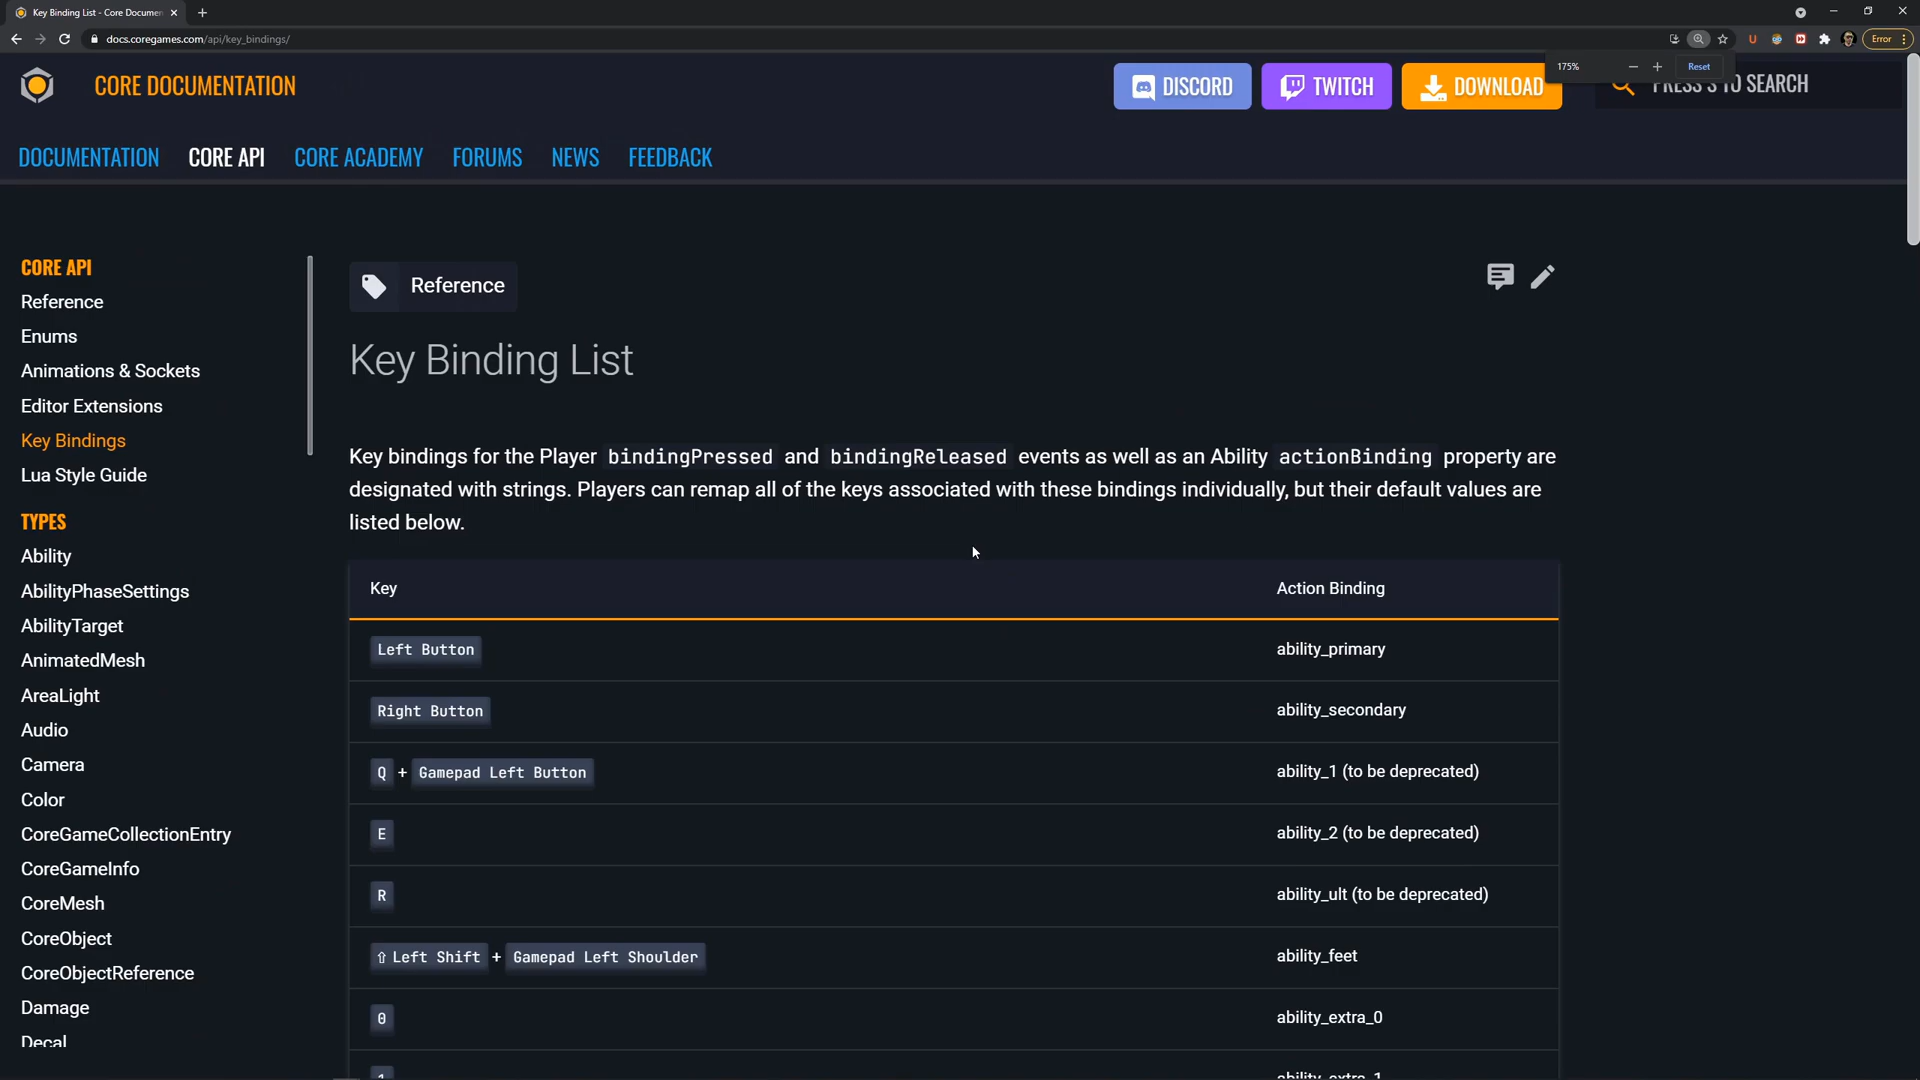 Key Binding List - Core Documen
docs.coregames.com/api/key_bindings/
Error
175%
Reset
CORE DOCUMENTATION
DISCORD
TWITCH
DOWNLOAD
PRESS S TO SEARCH
DOCUMENTATION
CORE API
CORE ACADEMY
FORUMS
NEWS
FEEDBACK
CORE API
Reference
Enums
Animations & Sockets
Editor Extensions
Key Bindings
Lua Style Guide
TYPES
Ability
AbilityPhaseSettings
AbilityTarget
AnimatedMesh
AreaLight
Audio
Camera
Color
CoreGameCollectionEntry
CoreGameInfo
CoreMesh
CoreObject
CoreObjectReference
Damage
Decal
Reference
Key Binding List
Key bindings for the Player bindingPressed and bindingReleased events as well as an Ability actionBinding property are
designated with strings. Players can remap all of the keys associated with these bindings individually, but their default values are
listed below.
Key Action Binding
Left Button ability_primary
Right Button ability_secondary
Q + Gamepad Left Button ability_1 (to be deprecated)
E ability_2 (to be deprecated)
R ability_ult (to be deprecated)
⇧ Left Shift + Gamepad Left Shoulder ability_feet
0 ability_extra_0
1 ability_extra_1